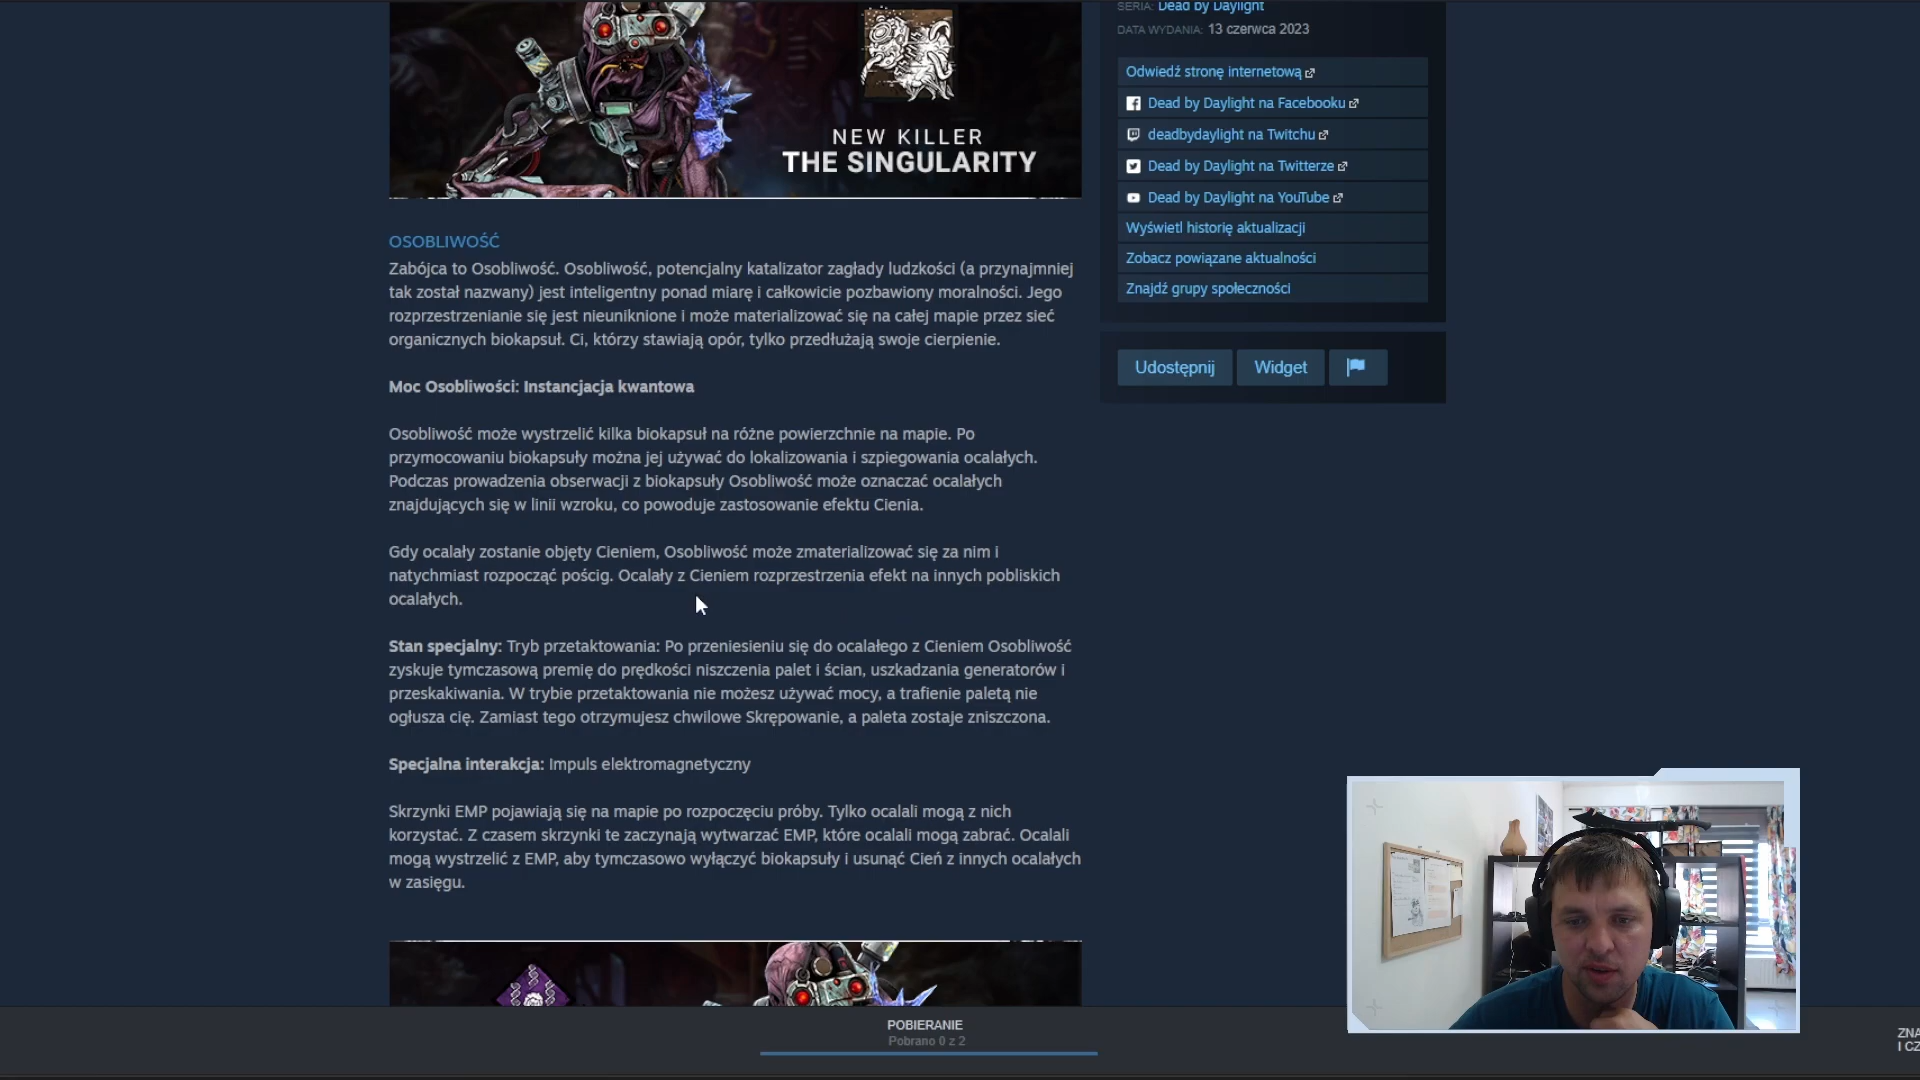 NEW KILLER
THE SINGULARITY
OSOBLIWOŚĆ
Zabójca to Osobliwość. Osobliwość, potencjalny katalizator zagłady ludzkości (a przynajmniej
tak został nazwany) jest inteligentny ponad miarę i całkowicie pozbawiony moralności. Jego
rozprzestrzenianie się jest nieuniknione i może materializować się na całej mapie przez sieć
organicznych biokapsuł. Ci, którzy stawiają opór, tylko przedłużają swoje cierpienie.
Moc Osobliwości: Instancjacja kwantowa
Osobliwość może wystrzelić kilka biokapsuł na różne powierzchnie na mapie. Po
przymocowaniu biokapsuły można jej używać do lokalizowania i szpiegowania ocalałych.
Podczas prowadzenia obserwacji z biokapsuły Osobliwość może oznaczać ocalałych
znajdujących się w linii wzroku, co powoduje zastosowanie efektu Cienia.
Gdy ocalały zostanie objęty Cieniem, Osobliwość może zmaterializować się za nim i
natychmiast rozpocząć pościg. Ocalały z Cieniem rozprzestrzenia efekt na innych pobliskich
ocalałych.
Stan specjalny: Tryb przetaktowania: Po przeniesieniu się do ocalałego z Cieniem Osobliwość
zyskuje tymczasową premię do prędkości niszczenia palet i ścian, uszkadzania generatorów i
przeskakiwania. W trybie przetaktowania nie możesz używać mocy, a trafienie paletą nie
ogłusza cię. Zamiast tego otrzymujesz chwilowe Skrępowanie, a paleta zostaje zniszczona.
Specjalna interakcja: Impuls elektromagnetyczny
Skrzynki EMP pojawiają się na mapie po rozpoczęciu próby. Tylko ocalali mogą z nich
korzystać. Z czasem skrzynki te zaczynają wytwarzać EMP, które ocalali mogą zabrać. Ocalali
mogą wystrzelić z EMP, aby tymczasowo wyłączyć biokapsuły i usunąć Cień z innych ocalałych
w zasięgu.
SERIA: Dead by Daylight
DATA WYDANIA: 13 czerwca 2023
Odwiedź stronę internetową
Dead by Daylight na Facebooku
deadbydaylight na Twitchu
Dead by Daylight na Twitterze
Dead by Daylight na YouTube
Wyświetl historię aktualizacji
Zobacz powiązane aktualności
Znajdź grupy społeczności
Udostępnij Widget
POBIERANIE
Pobrano 0 z 2
ZNA
I CZ